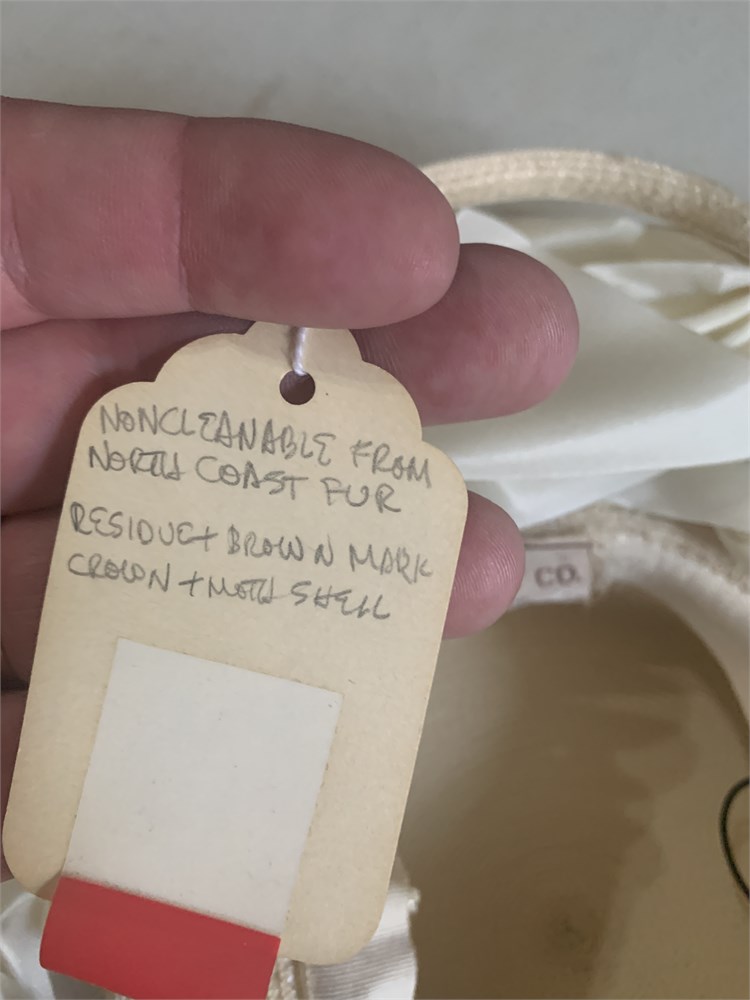 NONCLEANABLE FROM
NORTH COAST FUR
RESIDUE + BROWN MARK
CROWN + MOTH SHELL
CO.